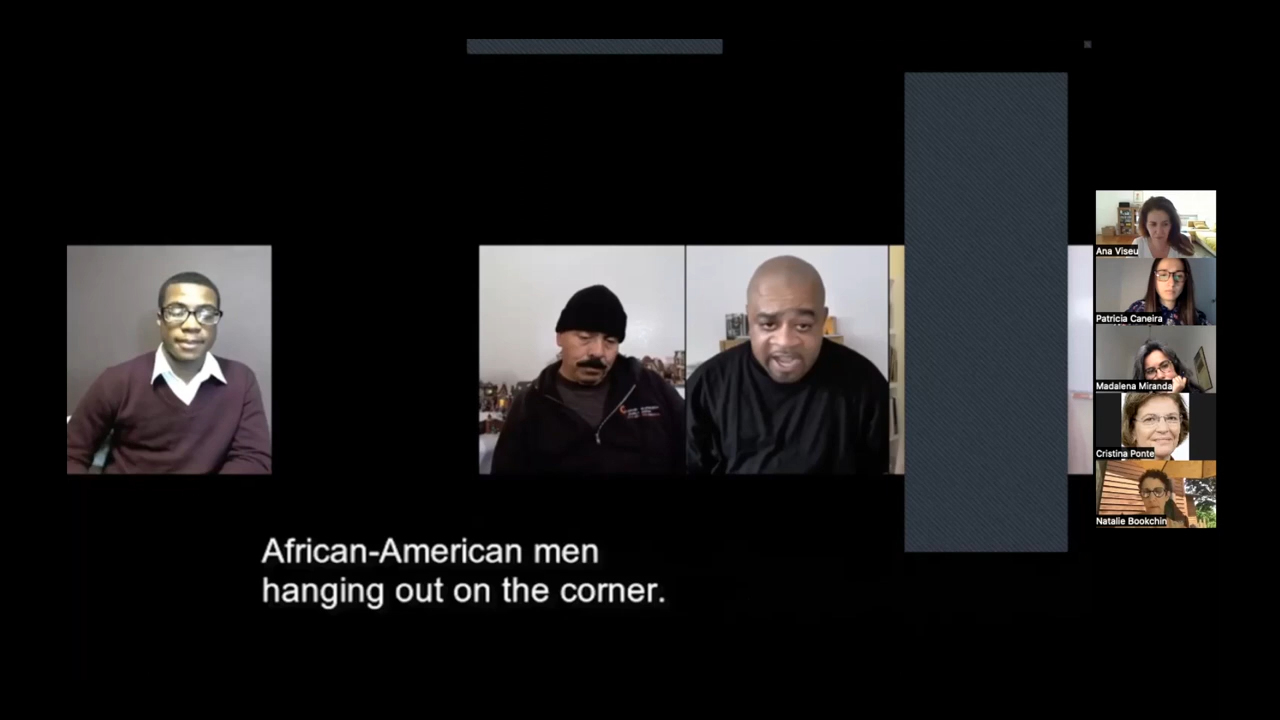 Ana Viseu
Patricia Caneira
Madalena Miranda
Cristina Ponte
Natalie Bookchin
African-American men
hanging out on the corner.